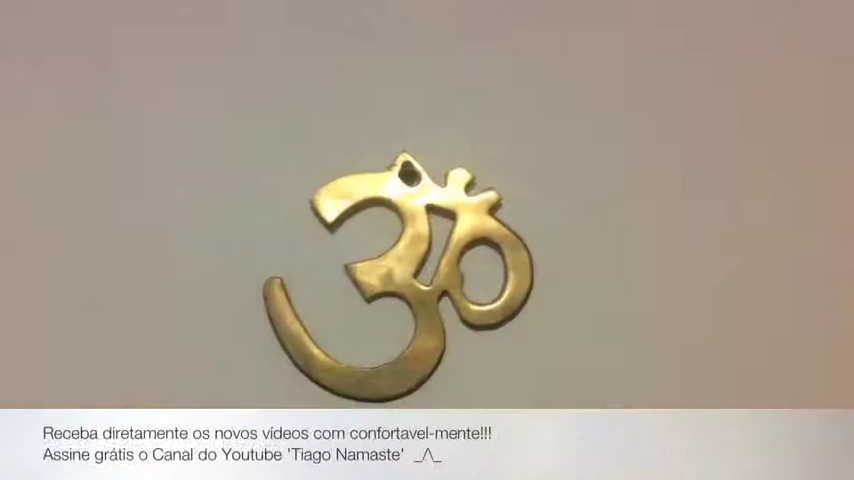 Receba diretamente os novos vídeos com confortavel-mente!!!
Assine grátis o Canal do Youtube 'Tiago Namaste' _/\_